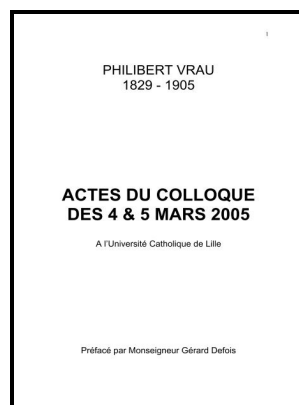 1
PHILIBERT VRAU
1829 - 1905
ACTES DU COLLOQUE
DES 4 & 5 MARS 2005
A l'Université Catholique de Lille
Préfacé par Monseigneur Gérard Defois